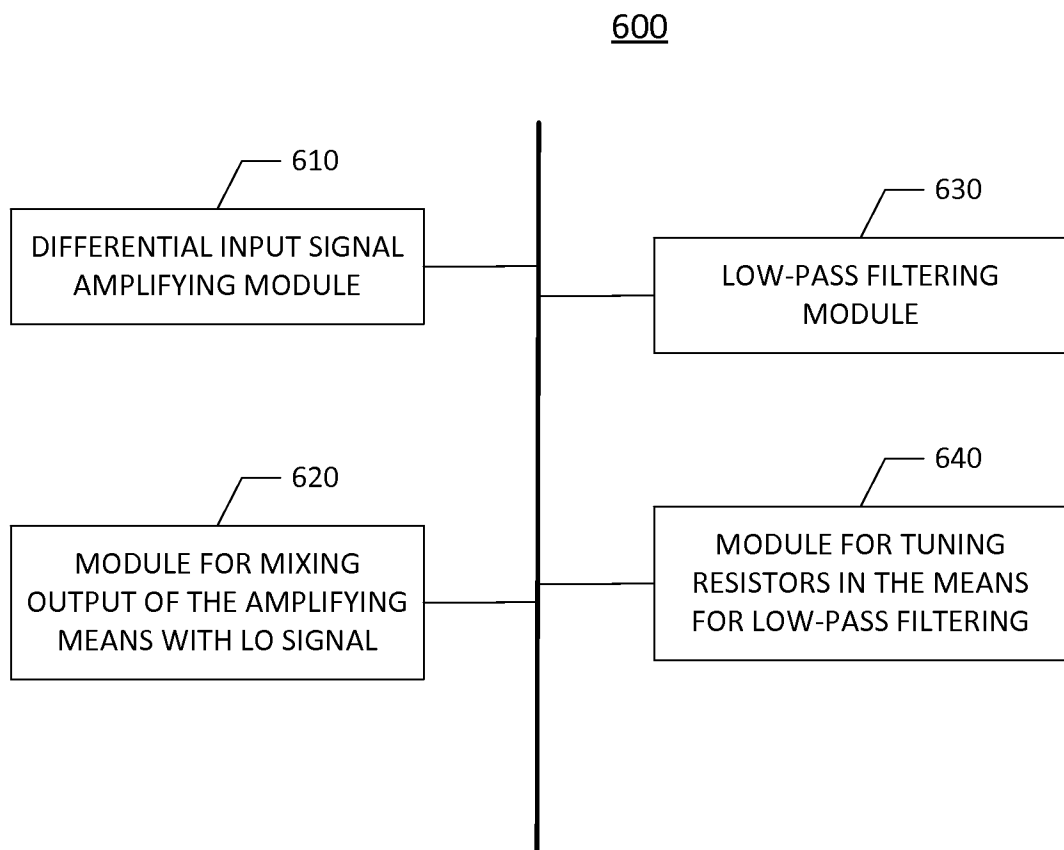 600
610
DIFFERENTIAL INPUT SIGNAL
AMPLIFYING MODULE
630
LOW-PASS FILTERING
MODULE
620
MODULE FOR MIXING
OUTPUT OF THE AMPLIFYING
MEANS WITH LO SIGNAL
640
MODULE FOR TUNING
RESISTORS IN THE MEANS
FOR LOW-PASS FILTERING